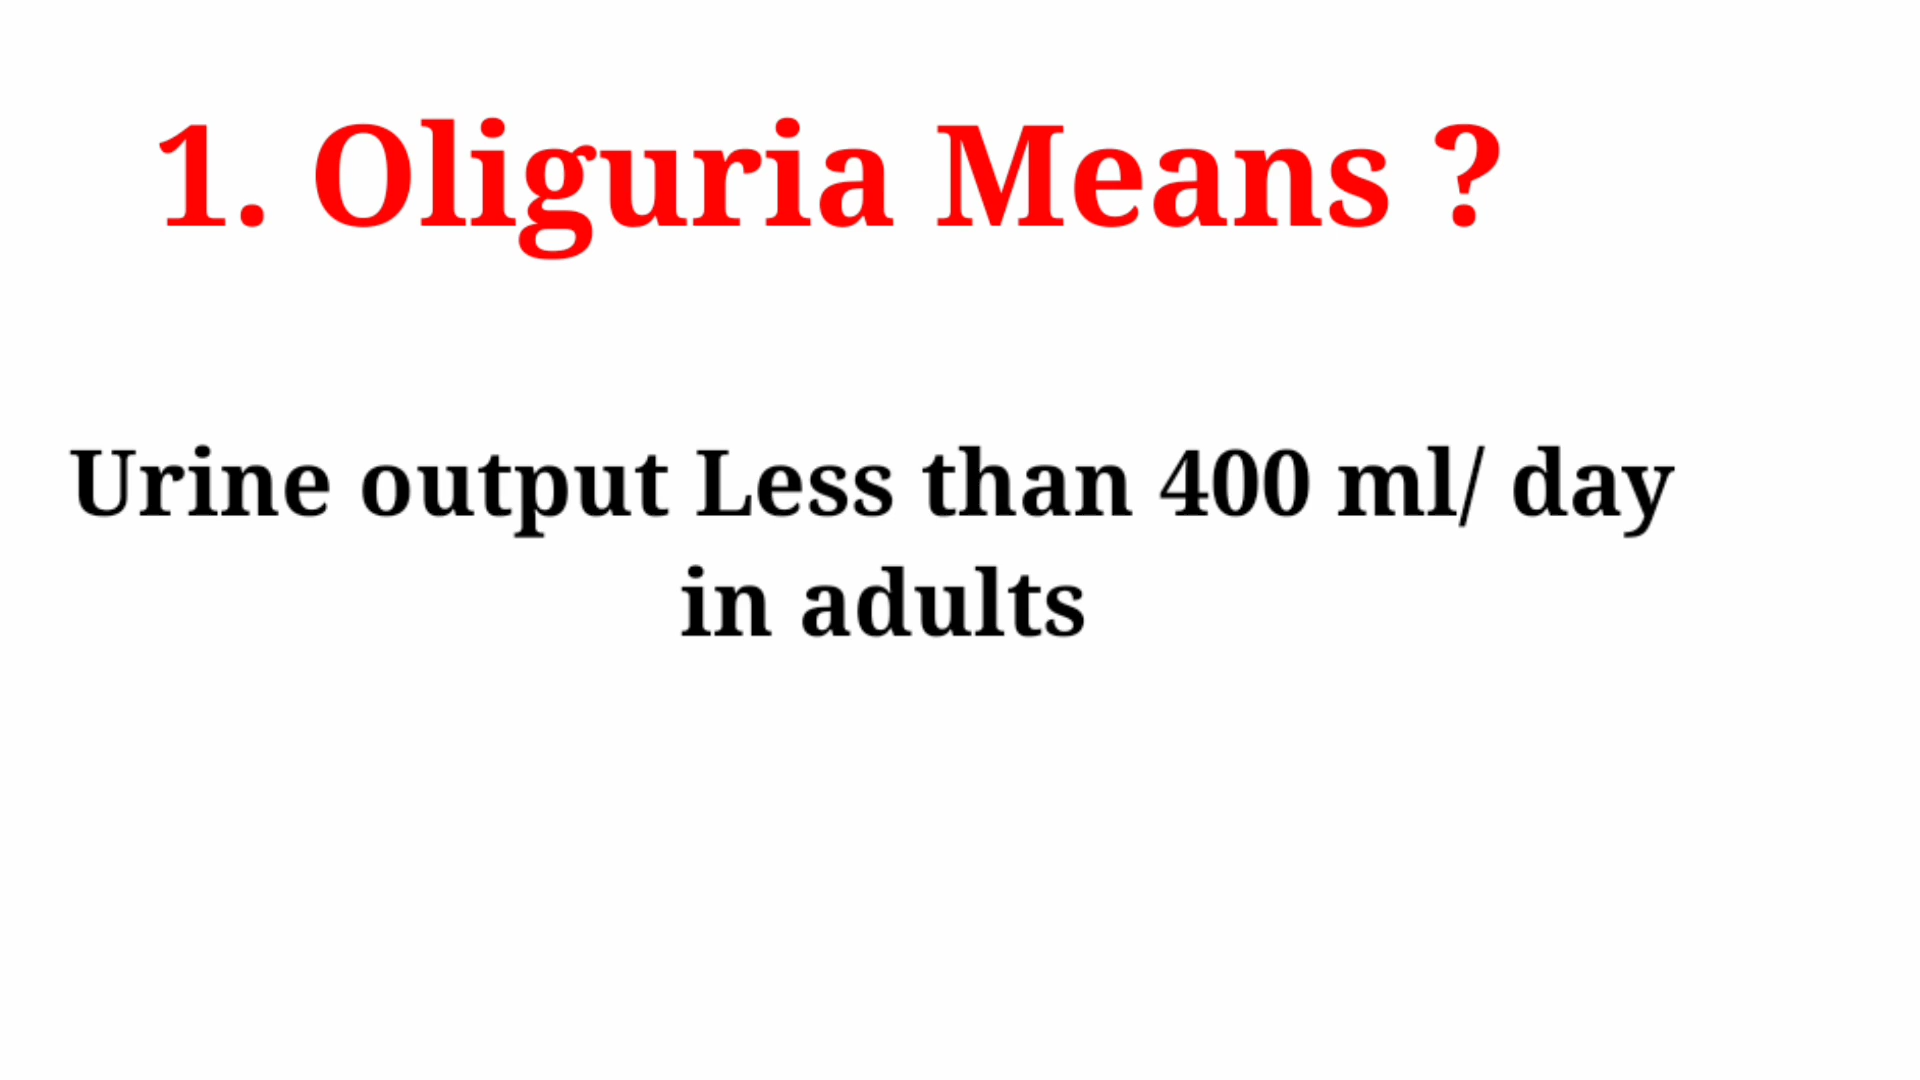 1. Oliguria Means ?
Urine output Less than 400 ml/ day
in adults